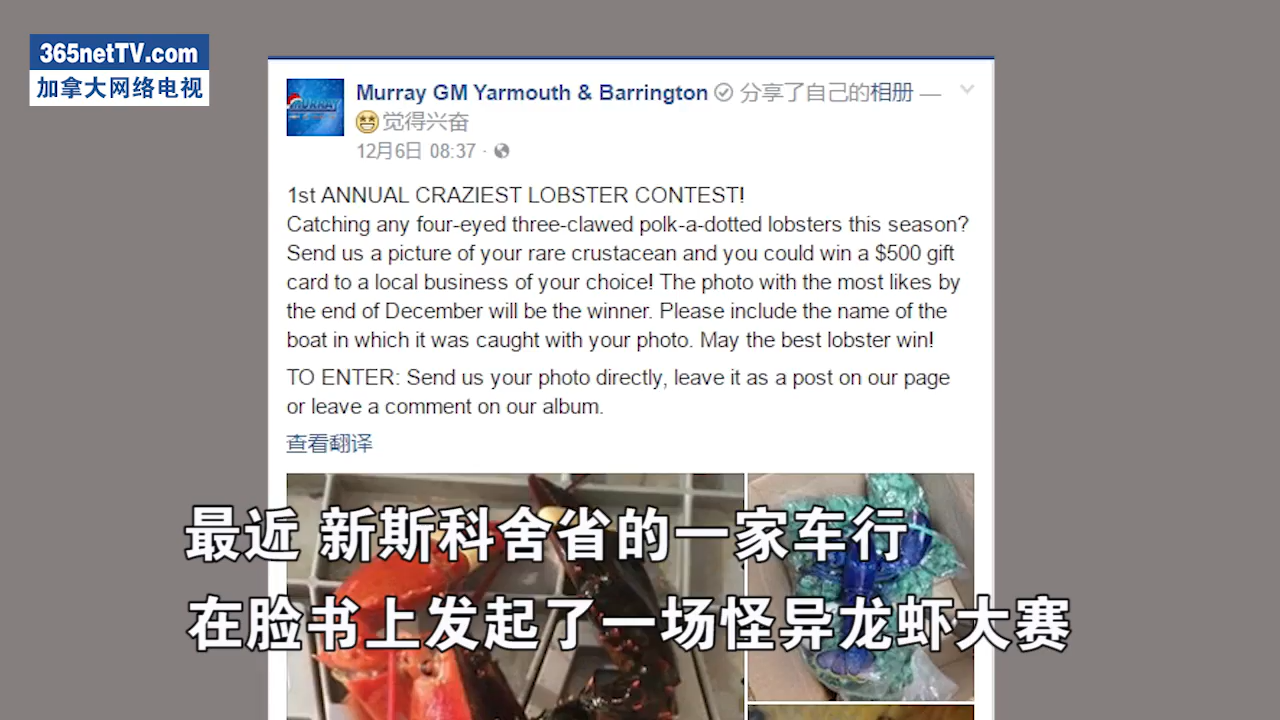 365netTV.com
加拿大网络电视
MURRAY
Murray GM Yarmouth & Barrington 分享了自己的相册 —
觉得兴奋
12月6日 08:37 ·
1st ANNUAL CRAZIEST LOBSTER CONTEST!
Catching any four-eyed three-clawed polk-a-dotted lobsters this season?
Send us a picture of your rare crustacean and you could win a $500 gift
card to a local business of your choice! The photo with the most likes by
the end of December will be the winner. Please include the name of the
boat in which it was caught with your photo. May the best lobster win!
TO ENTER: Send us your photo directly, leave it as a post on our page
or leave a comment on our album.
查看翻译
最近 新斯科舍省的一家车行
在脸书上发起了一场怪异龙虾大赛